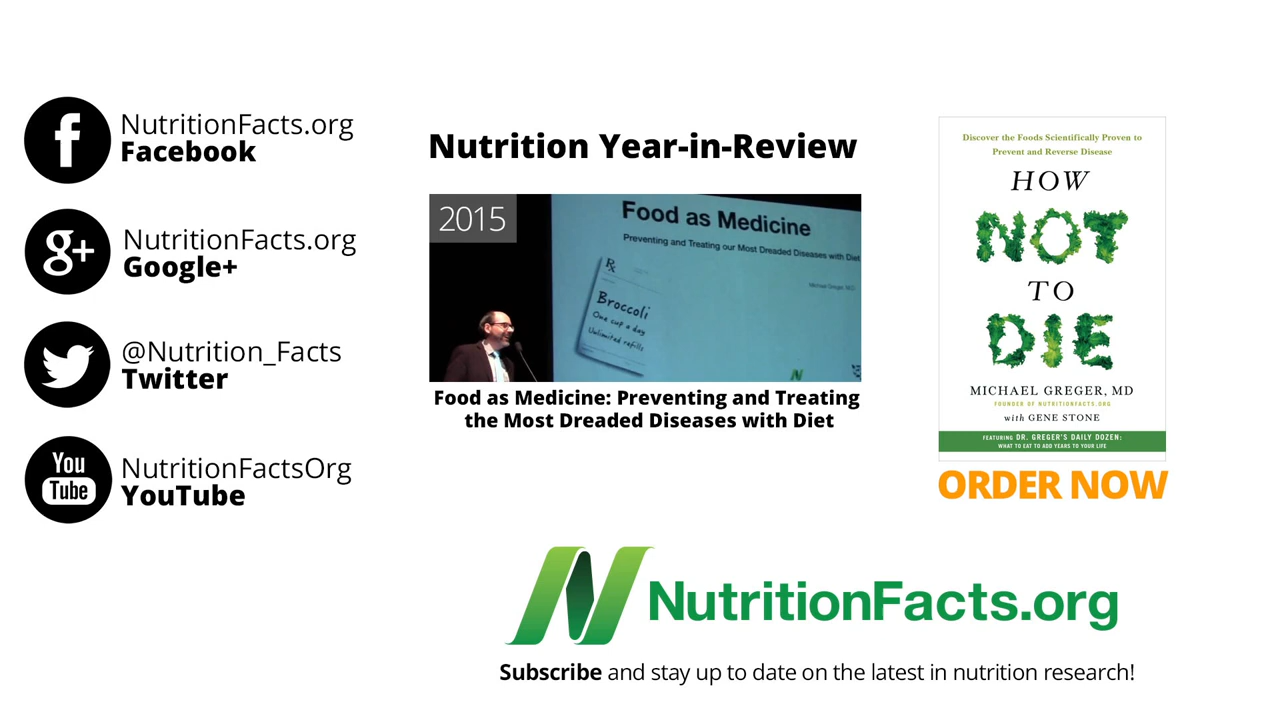 NutritionFacts.org
Facebook
NutritionFacts.org
Google+
@Nutrition_Facts
Twitter
You
Tube
NutritionFactsOrg
YouTube
Nutrition Year-in-Review
2015
Food as Medicine
Preventing and Treating our Most Dreaded Diseases with Diet
Michael Greger, M.D.
Broccoli
One cup a day
Unlimited refills
Food as Medicine: Preventing and Treating
the Most Dreaded Diseases with Diet
Discover the Foods Scientifically Proven to
Prevent and Reverse Disease
HOW
NOT
TO
DIE
MICHAEL GREGER, MD
FOUNDER OF NUTRITIONFACTS.ORG
with GENE STONE
FEATURING DR. GREGER'S DAILY DOZEN:
WHAT TO EAT TO ADD YEARS TO YOUR LIFE
ORDER NOW
NutritionFacts.org
Subscribe and stay up to date on the latest in nutrition research!